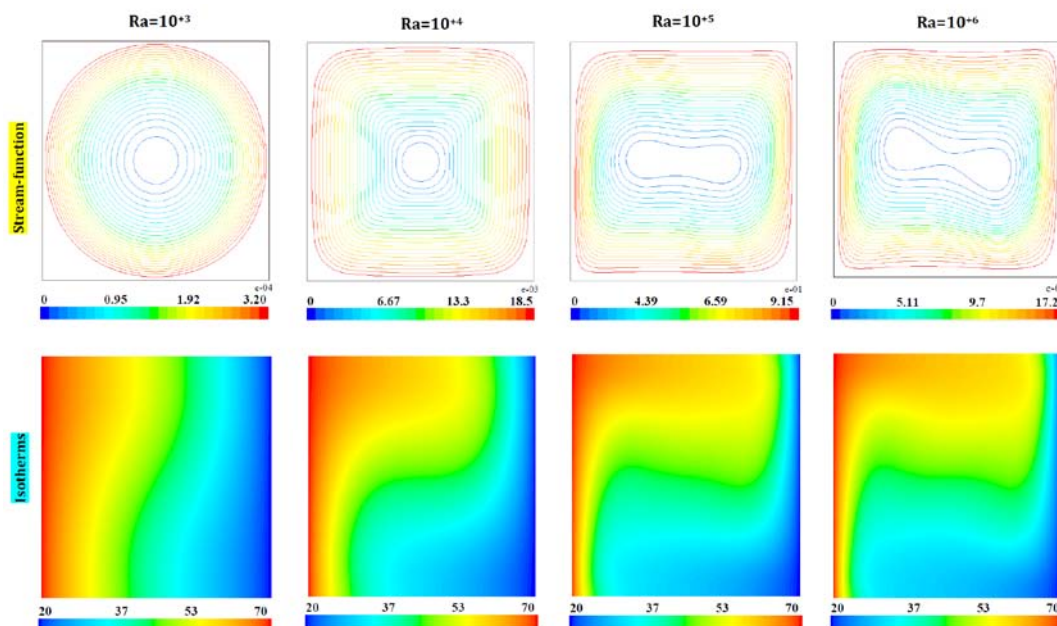 Ra=10⁺³ Ra=10⁺⁴ Ra=10⁺⁵ Ra=10⁺⁶
Stream-function
e-04 e-03 e-01
0 0.95 1.92 3.20 0 6.67 13.3 18.5 0 4.39 6.59 9.15 0 5.11 9.7 17.2
Isotherms
20 37 53 70 20 37 53 70 20 37 53 70 20 37 53 70